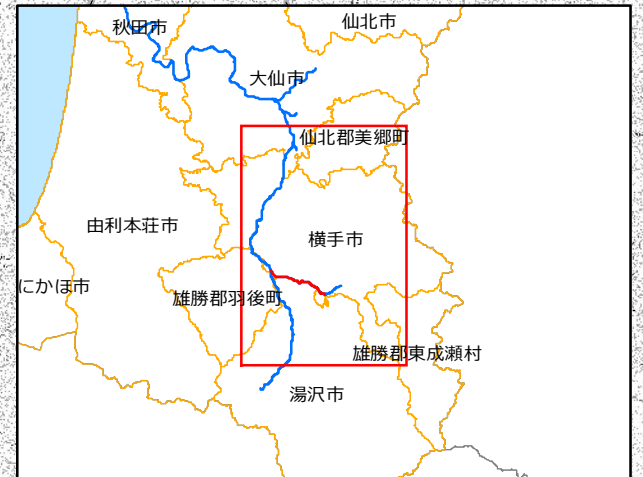 仙北市
秋田市
大仙市
仙北郡美郷町
由利本荘市
横手市
にかほ市
雄勝郡羽後町
雄勝郡東成瀬村
湯沢市